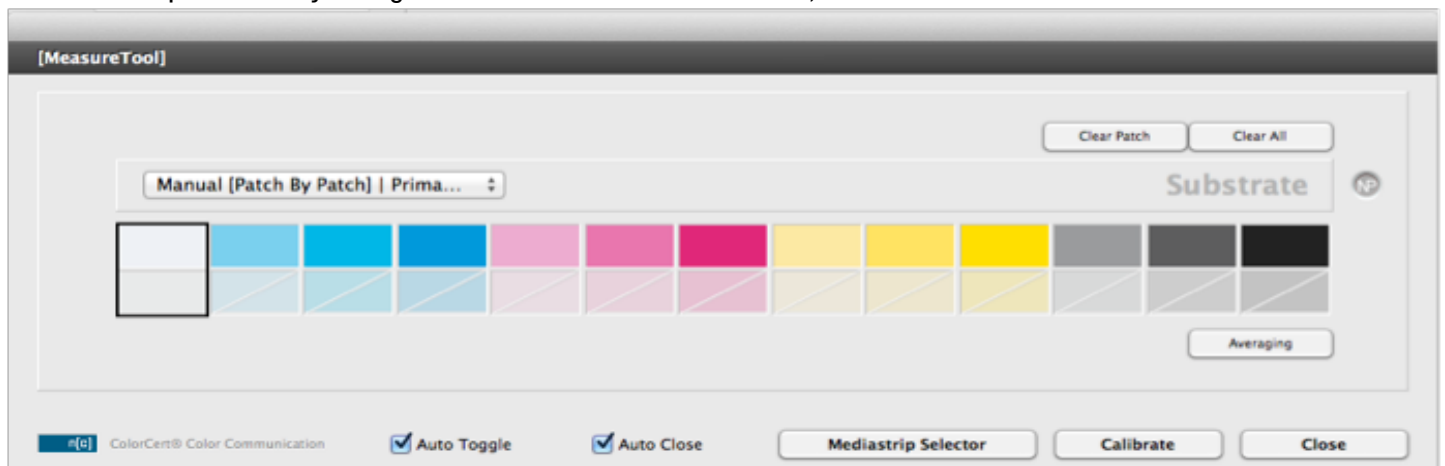 [MeasureTool]
Clear Patch
Clear All
Manual [Patch By Patch] | Prima...
Substrate
NP
Averaging
n[c]
ColorCert® Color Communication
Auto Toggle
Auto Close
Mediastrip Selector
Calibrate
Close